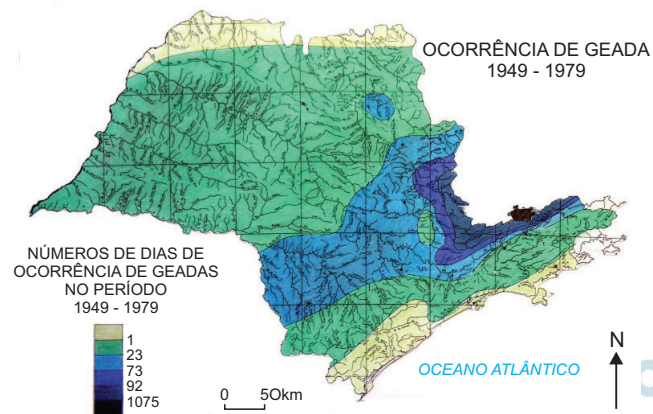 OCORRÊNCIA DE GEADA
1949 - 1979
NÚMEROS DE DIAS DE
OCORRÊNCIA DE GEADAS
NO PERÍODO
1949 - 1979
1
23
73
92
1075
0 50km
OCEANO ATLÂNTICO
N